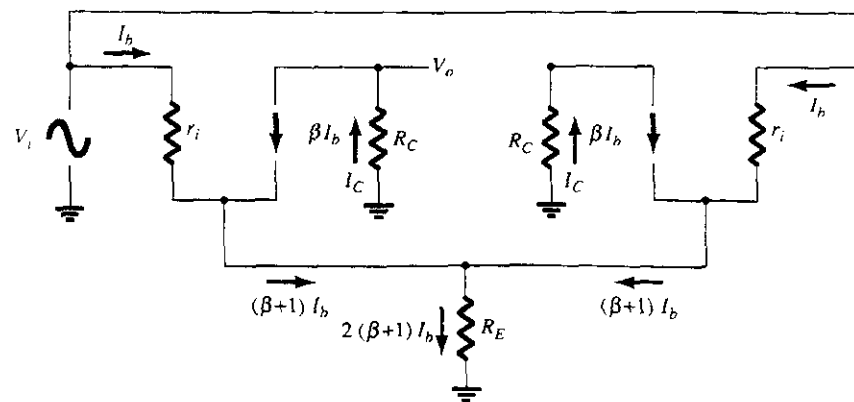 I_b
V_o
I_b
V_i
r_i
βI_b
R_C
R_C
βI_b
r_i
I_C
I_C
(β+1) I_b
(β+1) I_b
2 (β+1) I_b
R_E